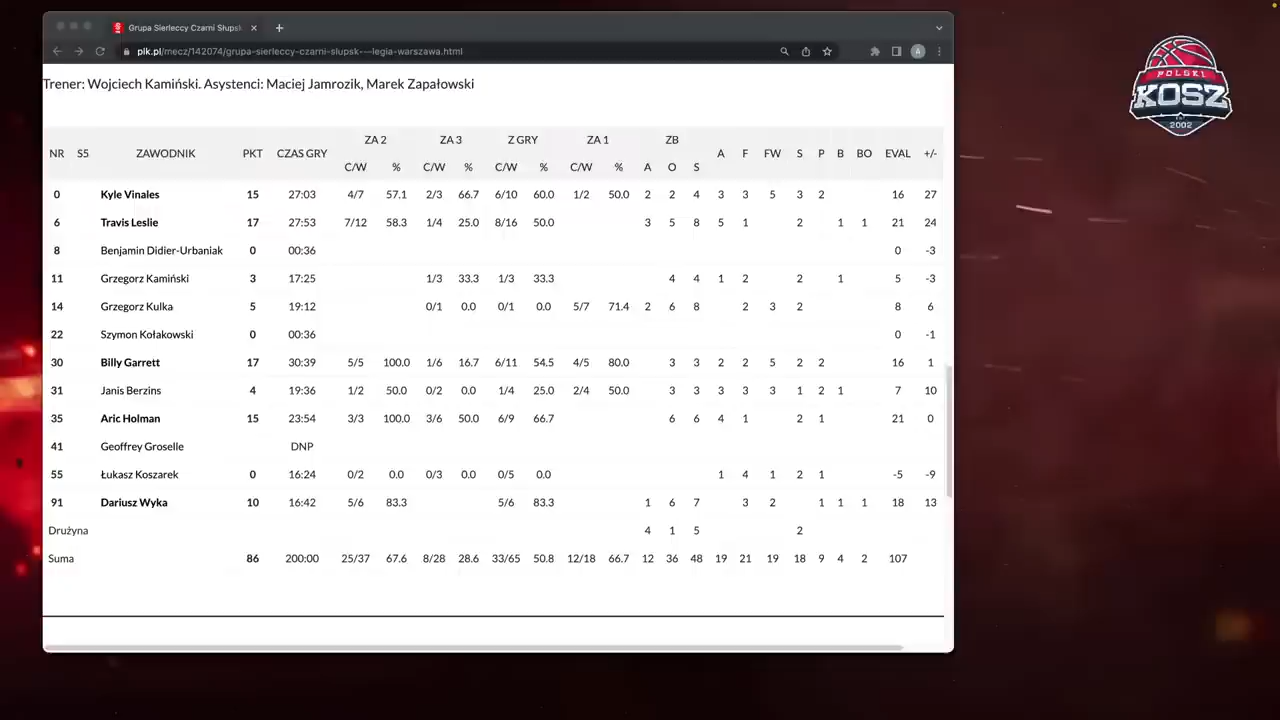 Grupa Sierleccy Czarni Słupsk
plk.pl/mecz/142074/grupa-sierleccy-czarni-slupsk---legia-warszawa.html
A
Trener: Wojciech Kamiński. Asystenci: Maciej Jamrozik, Marek Zapałowski
ZA 2 ZA 3 Z GRY ZA 1 ZB
NR S5 ZAWODNIK PKT CZAS GRY A F FW S P B BO EVAL +/-
C/W % C/W % C/W % C/W % A O S
0 Kyle Vinales 15 27:03 4/7 57.1 2/3 66.7 6/10 60.0 1/2 50.0 2 2 4 3 3 5 3 2 16 27
6 Travis Leslie 17 27:53 7/12 58.3 1/4 25.0 8/16 50.0 3 5 8 5 1 2 1 1 21 24
8 Benjamin Didier-Urbaniak 0 00:36 0 -3
11 Grzegorz Kamiński 3 17:25 1/3 33.3 1/3 33.3 4 4 1 2 2 1 5 -3
14 Grzegorz Kulka 5 19:12 0/1 0.0 0/1 0.0 5/7 71.4 2 6 8 2 3 2 8 6
22 Szymon Kołakowski 0 00:36 0 -1
30 Billy Garrett 17 30:39 5/5 100.0 1/6 16.7 6/11 54.5 4/5 80.0 3 3 2 2 5 2 2 16 1
31 Janis Berzins 4 19:36 1/2 50.0 0/2 0.0 1/4 25.0 2/4 50.0 3 3 3 3 3 1 2 1 7 10
35 Aric Holman 15 23:54 3/3 100.0 3/6 50.0 6/9 66.7 6 6 4 1 2 1 21 0
41 Geoffrey Groselle DNP
55 Łukasz Koszarek 0 16:24 0/2 0.0 0/3 0.0 0/5 0.0 1 4 1 2 1 -5 -9
91 Dariusz Wyka 10 16:42 5/6 83.3 5/6 83.3 1 6 7 3 2 1 1 1 18 13
Drużyna 4 1 5 2
Suma 86 200:00 25/37 67.6 8/28 28.6 33/65 50.8 12/18 66.7 12 36 48 19 21 19 18 9 4 2 107
POLSKI
KOSZ
EST
2002